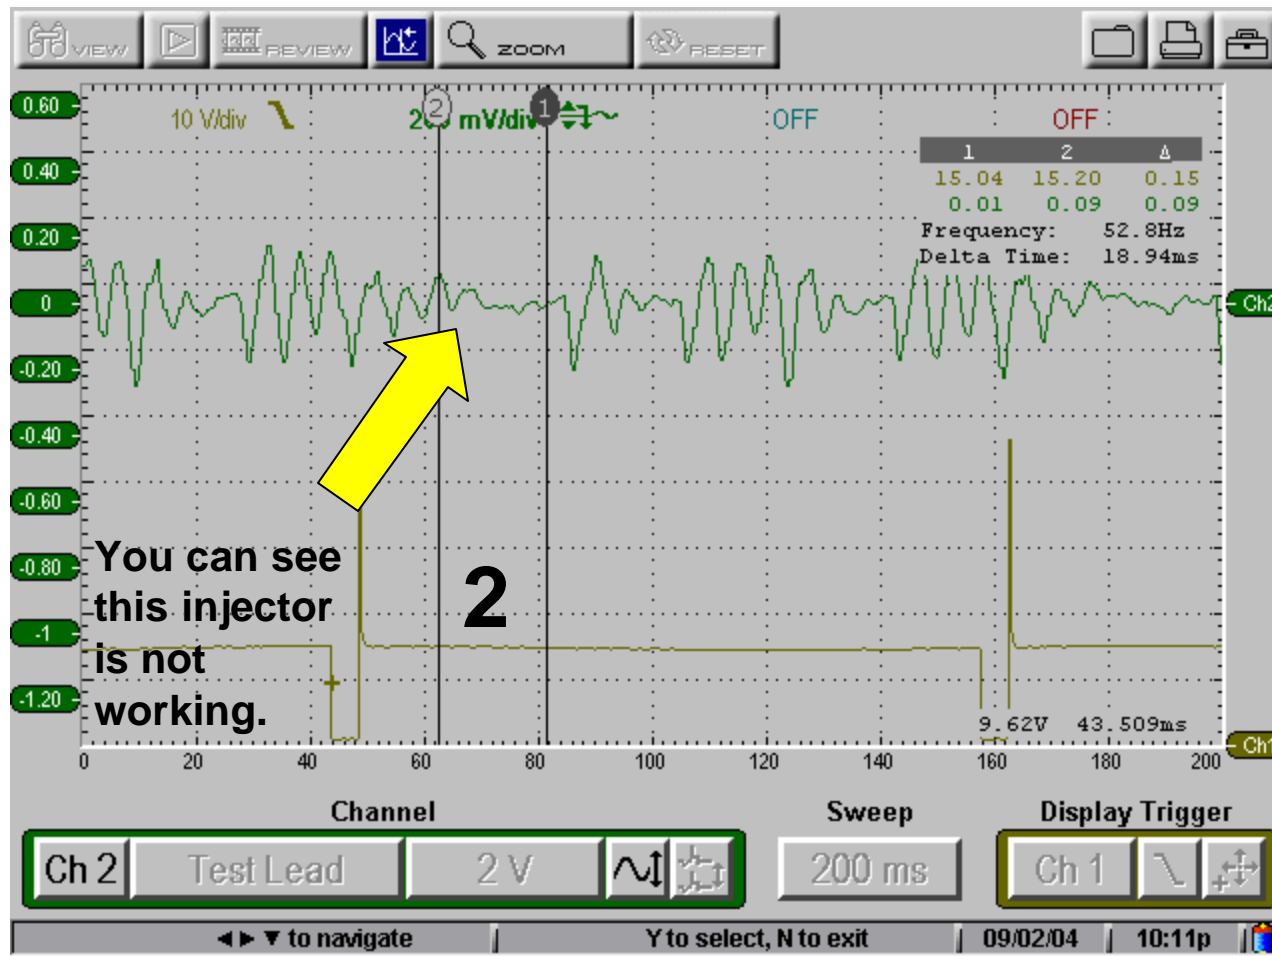 VIEW REVIEW ZOOM RESET
10 V/div mV/div OFF OFF
2 1
1 2 Δ
15.04 15.20 0.15
0.01 0.09 0.09
Frequency: 52.8Hz
Delta Time: 18.94ms
0.60
0.40
0.20
0
-0.20
-0.40
-0.60
-0.80
-1
-1.20
Ch2
You can see
this injector
is not
working.
2
9.62V 43.509ms
Ch1
0 20 40 60 80 100 120 140 160 180 200
Channel Sweep Display Trigger
Ch 2 Test Lead 2 V 200 ms Ch 1
to navigate Y to select, N to exit 09/02/04 10:11p